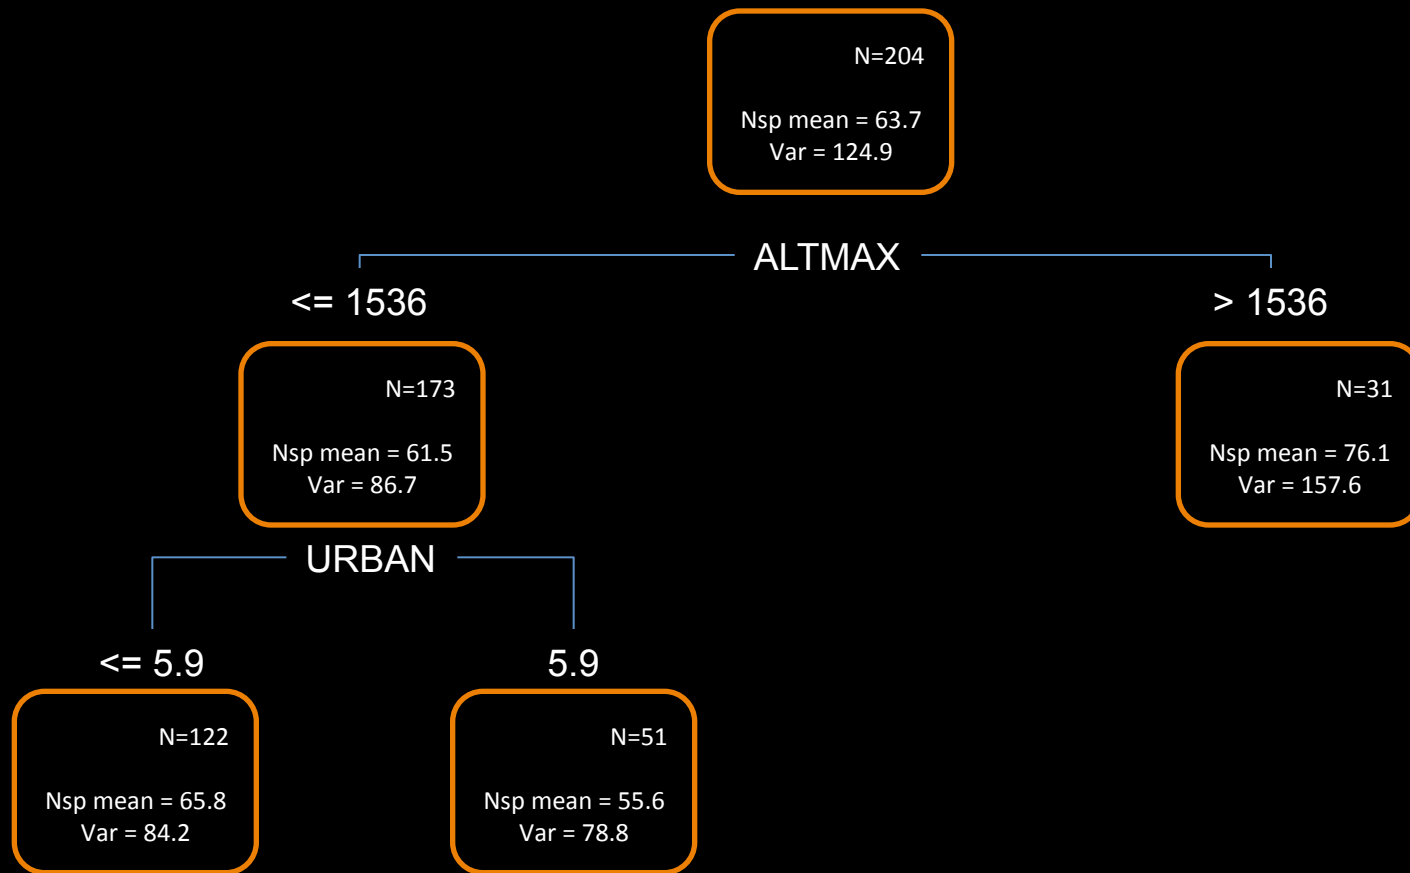 N=204
Nsp mean = 63.7
Var = 124.9
ALTMAX
<= 1536
> 1536
N=173
Nsp mean = 61.5
Var = 86.7
N=31
Nsp mean = 76.1
Var = 157.6
URBAN
<= 5.9
5.9
N=122
Nsp mean = 65.8
Var = 84.2
N=51
Nsp mean = 55.6
Var = 78.8